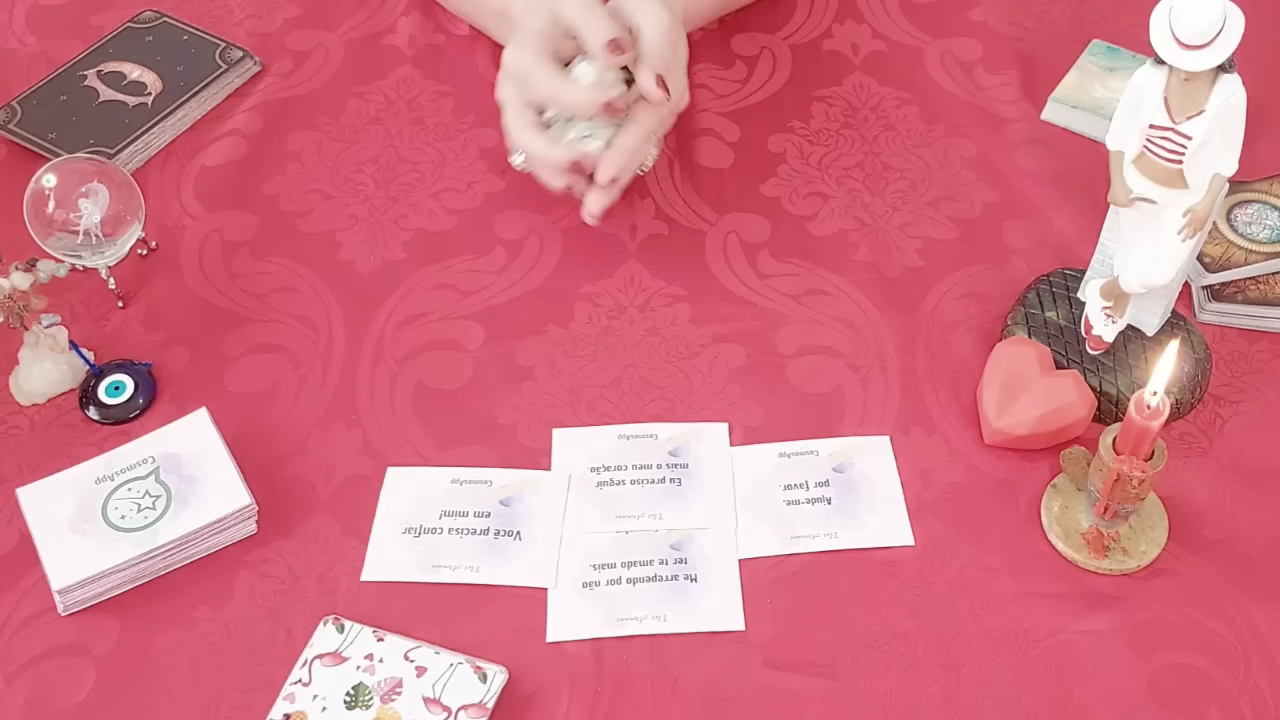 CosmosApp
Você precisa confiar
em mim!
CosmosApp
Eu preciso seguir
mais o meu coração.
CosmosApp
Me arrependo por não
ter te amado mais.
Ajude-me,
por favor.
CosmosApp